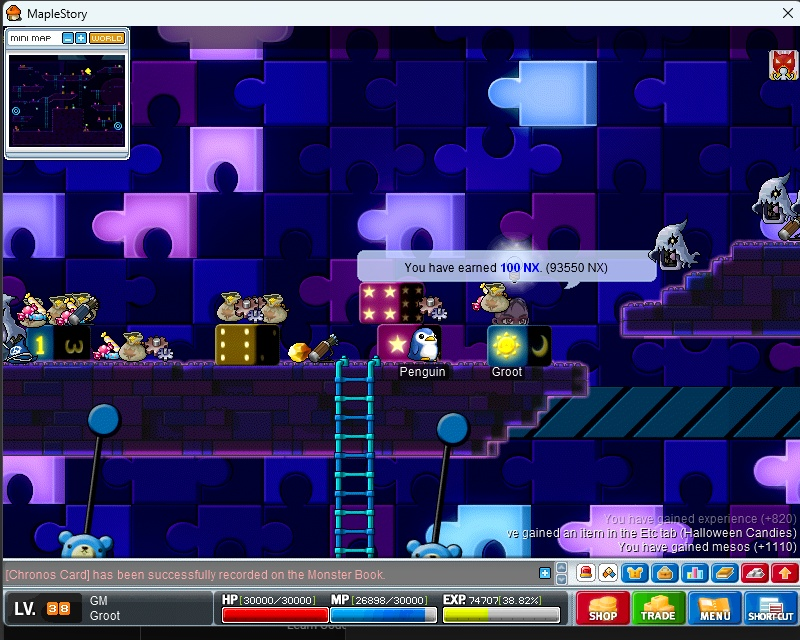 MapleStory
MINI MAP
WORLD
You have earned 100 NX. (93550 NX)
Penguin
Groot
You have gained experience (+820)
ve gained an item in the Etc tab (Halloween Candies)
You have gained mesos (+1110)
[Chronos Card] has been successfully recorded on the Monster Book.
LV. 38
GM
Groot
HP [30000/30000]
MP [26898/30000]
EXP. 74707 [38.82%]
SHOP
TRADE
MENU
SHORTCUT